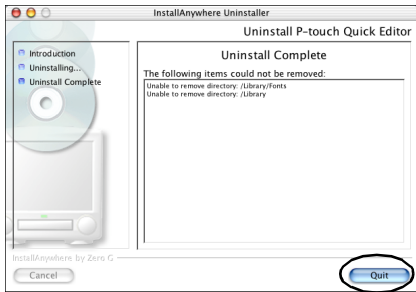 InstallAnywhere Uninstaller
Uninstall P-touch Quick Editor
Introduction
Uninstalling...
Uninstall Complete
Uninstall Complete
The following items could not be removed:
Unable to remove directory: /Library/Fonts
Unable to remove directory: /Library
InstallAnywhere by Zero G
Cancel
Quit